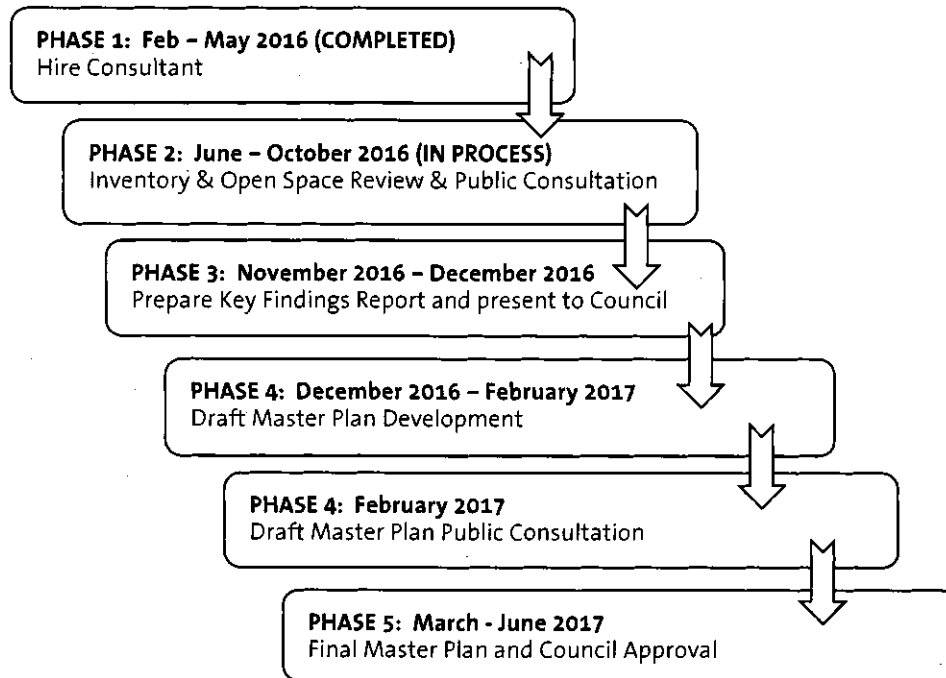 PHASE 1: Feb – May 2016 (COMPLETED)
Hire Consultant
PHASE 2: June – October 2016 (IN PROCESS)
Inventory & Open Space Review & Public Consultation
PHASE 3: November 2016 – December 2016
Prepare Key Findings Report and present to Council
PHASE 4: December 2016 – February 2017
Draft Master Plan Development
PHASE 4: February 2017
Draft Master Plan Public Consultation
PHASE 5: March - June 2017
Final Master Plan and Council Approval